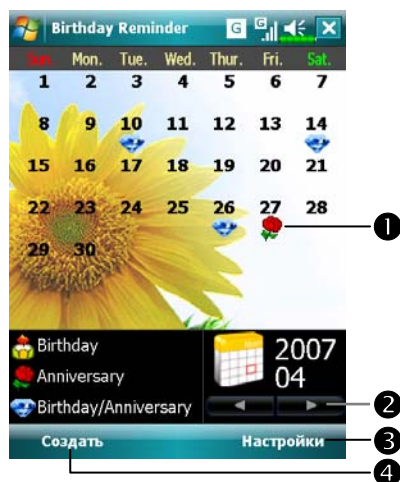 Birthday Reminder G G
Sun. Mon. Tue. Wed. Thur. Fri. Sat.
1 2 3 4 5 6 7
8 9 10 11 12 13 14
15 16 17 18 19 20 21
22 23 24 25 26 27 28
29 30
1
Birthday
Anniversary
Birthday/Anniversary
2007
04
2
Создать Настройки
3
4